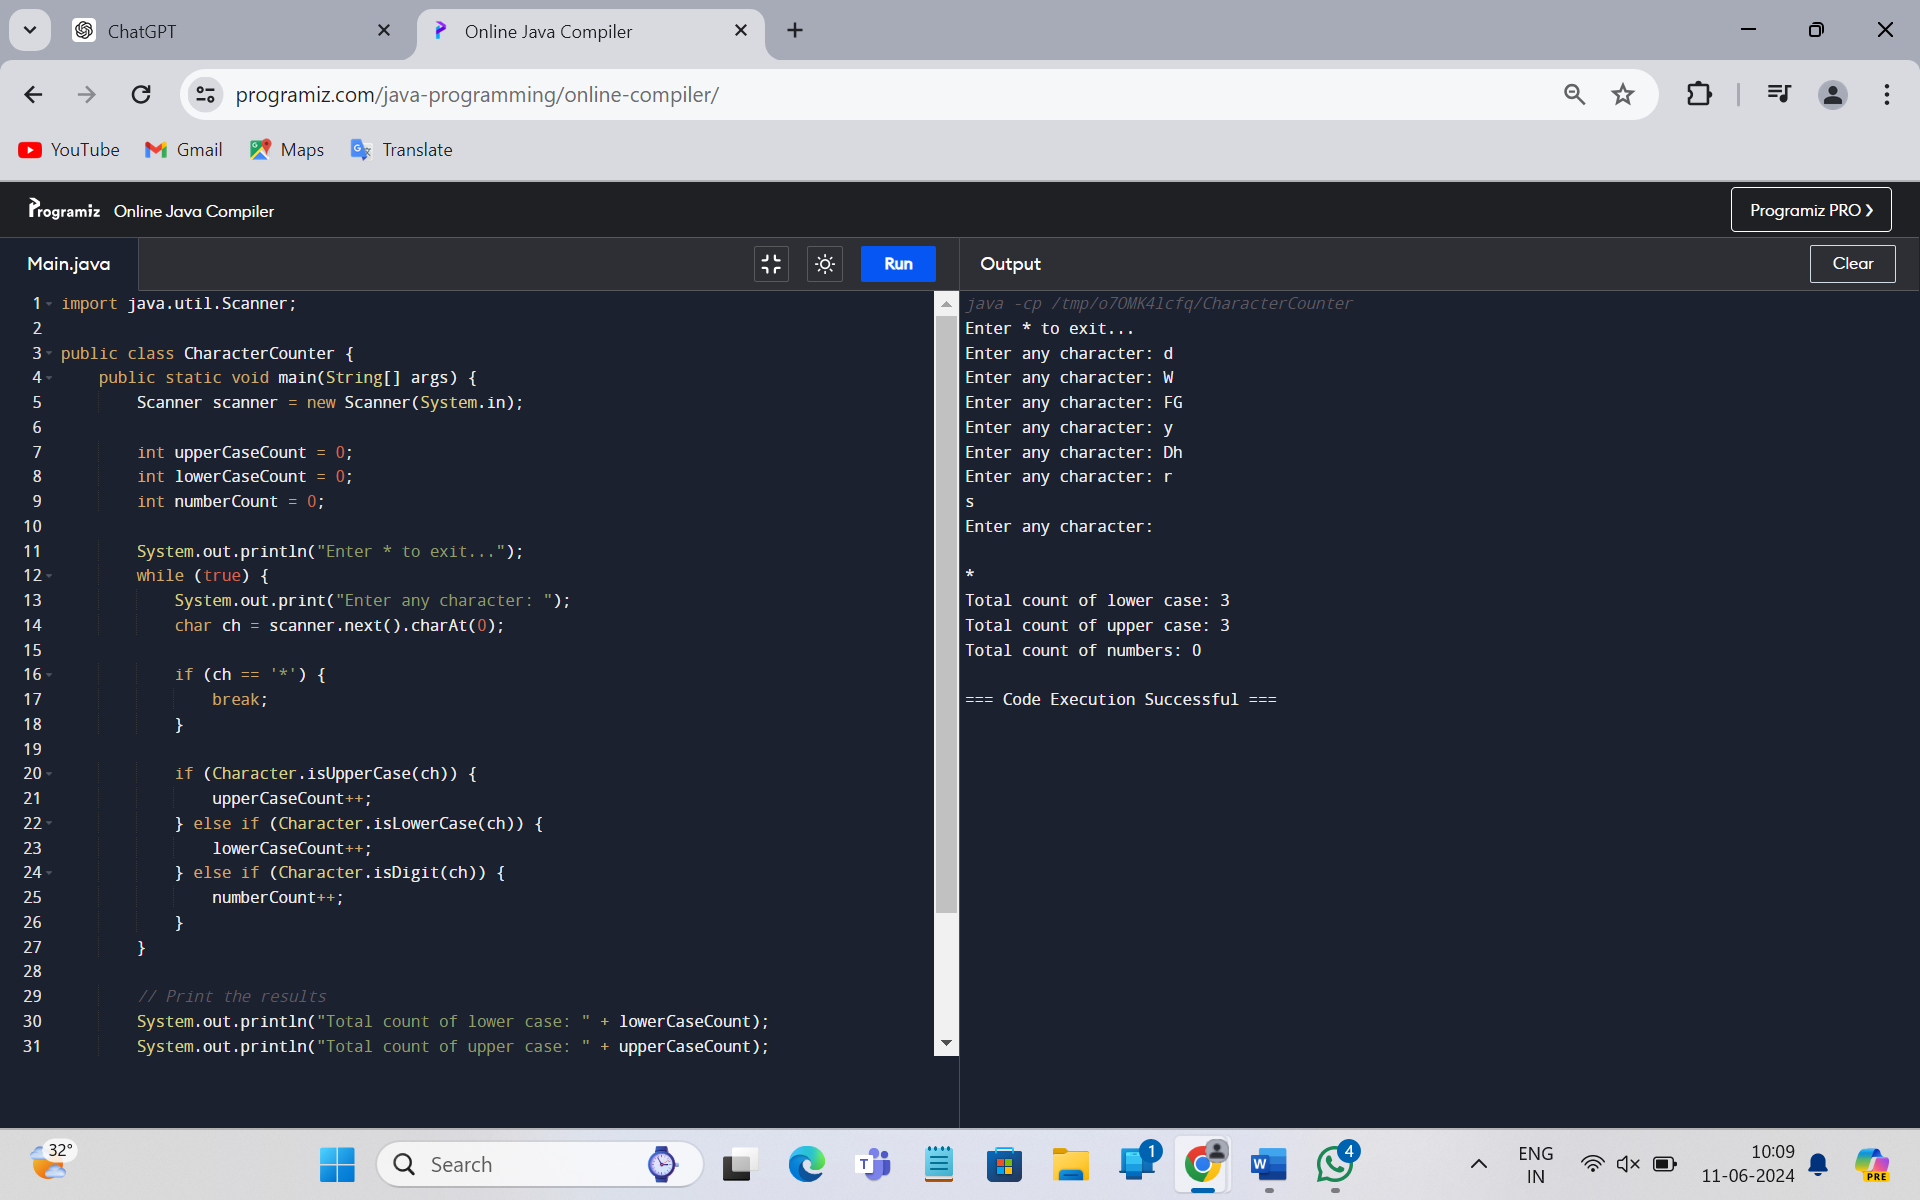 ChatGPT
Online Java Compiler
programiz.com/java-programming/online-compiler/
YouTube
Gmail
Maps
Translate
Programiz Online Java Compiler
Programiz PRO ❯
Main.java
Run
Output
Clear
1 import java.util.Scanner;
2
3 public class CharacterCounter {
4 public static void main(String[] args) {
5 Scanner scanner = new Scanner(System.in);
6
7 int upperCaseCount = 0;
8 int lowerCaseCount = 0;
9 int numberCount = 0;
10
11 System.out.println("Enter * to exit...");
12 while (true) {
13 System.out.print("Enter any character: ");
14 char ch = scanner.next().charAt(0);
15
16 if (ch == '*') {
17 break;
18 }
19
20 if (Character.isUpperCase(ch)) {
21 upperCaseCount++;
22 } else if (Character.isLowerCase(ch)) {
23 lowerCaseCount++;
24 } else if (Character.isDigit(ch)) {
25 numberCount++;
26 }
27 }
28
29 // Print the results
30 System.out.println("Total count of lower case: " + lowerCaseCount);
31 System.out.println("Total count of upper case: " + upperCaseCount);
java -cp /tmp/o7OMK4lcfq/CharacterCounter
Enter * to exit...
Enter any character: d
Enter any character: W
Enter any character: FG
Enter any character: y
Enter any character: Dh
Enter any character: r
s
Enter any character:
*
Total count of lower case: 3
Total count of upper case: 3
Total count of numbers: 0
=== Code Execution Successful ===
32°
Search
1
4
ENG
IN
10:09
11-06-2024
PRE